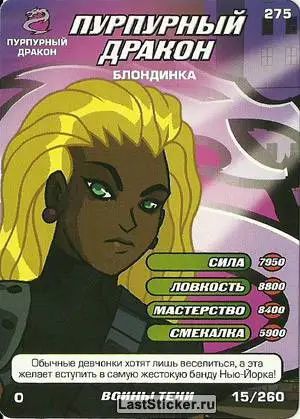 275
ПУРПУРНЫЙ
ДРАКОН
ПУРПУРНЫЙ
ДРАКОН
БЛОНДИНКА
СИЛА 7950
ЛОВКОСТЬ 8800
МАСТЕРСТВО 8400
СМЕКАЛКА 5900
Обычные девчонки хотят лишь веселиться, а эта
желает вступить в самую жестокую банду Нью-Йорка!
0 ВОИНЫ ТЕНИ 15/260
© LastSticker.ru